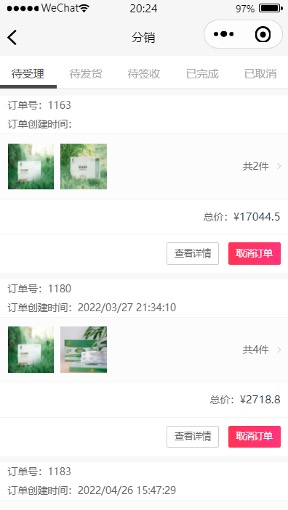 WeChat 20:24 97%
分销
待受理 待发货 待签收 已完成 已取消
订单号：1163
订单创建时间：
共2件
总价：¥17044.5
查看详情 取消订单
订单号：1180
订单创建时间：2022/03/27 21:34:10
共4件
总价：¥2718.8
查看详情 取消订单
订单号：1183
订单创建时间：2022/04/26 15:47:29